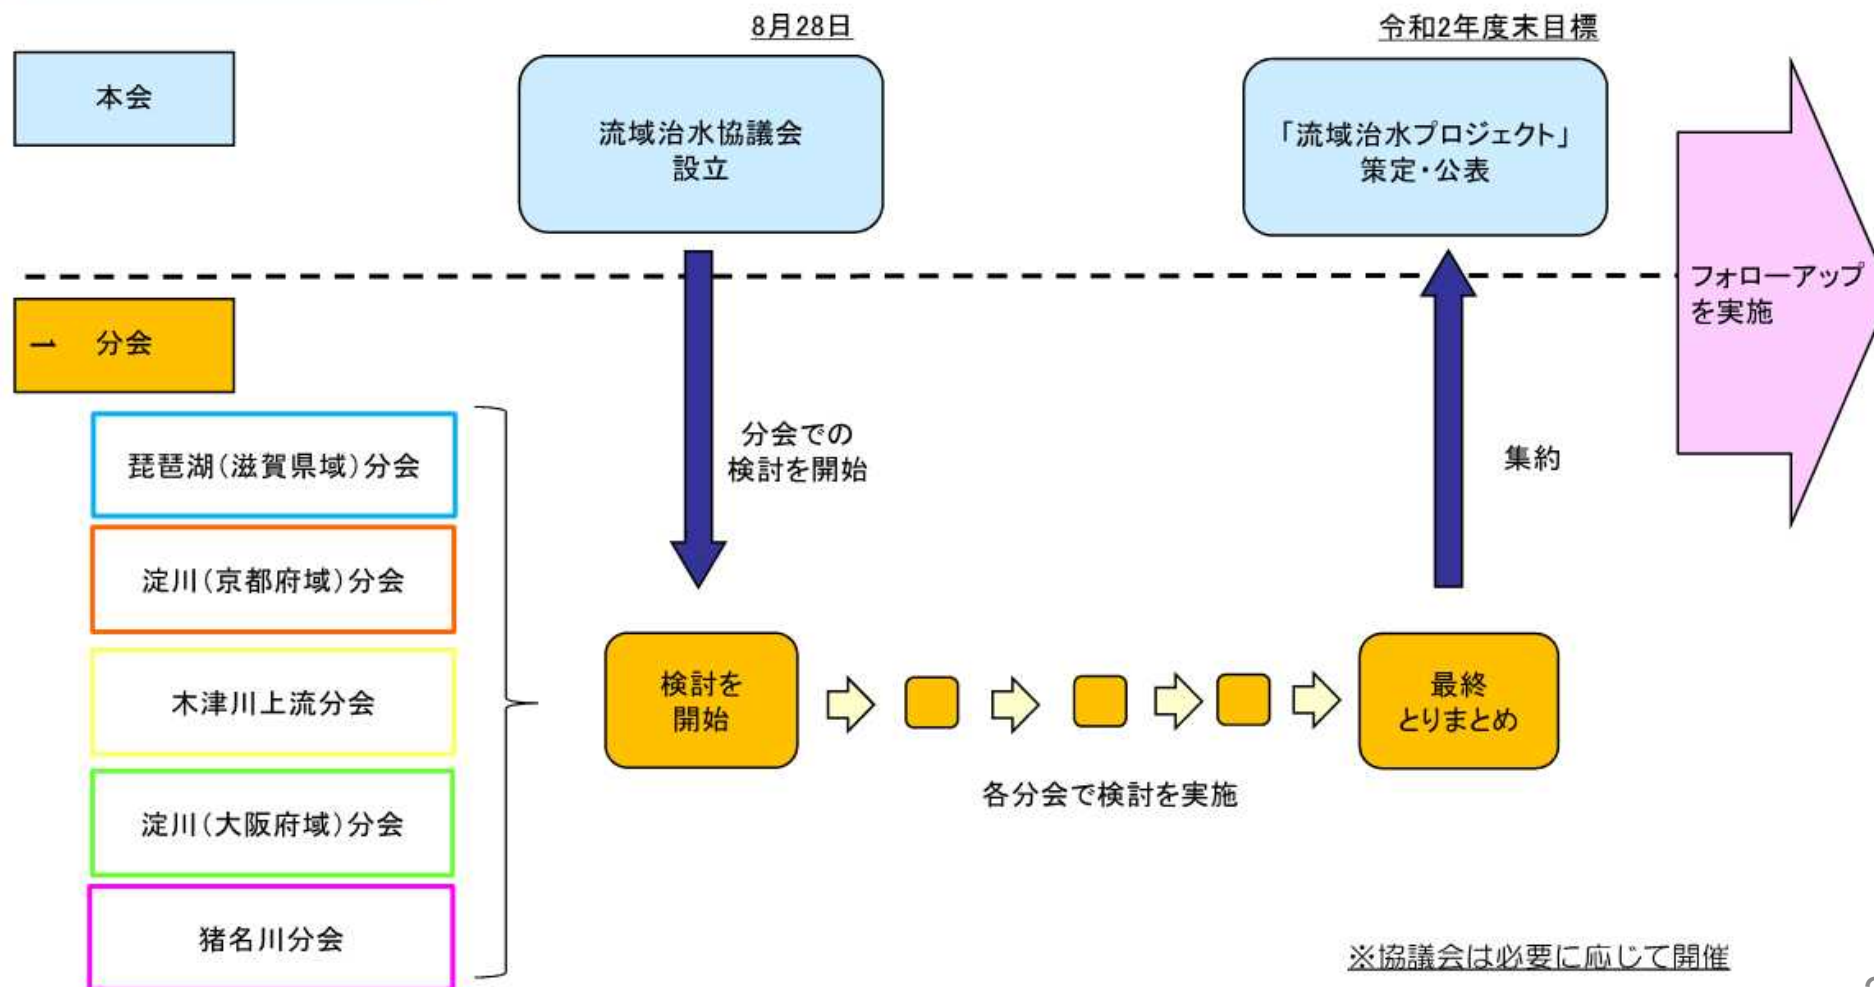 8月28日
令和2年度末目標
本会
流域治水協議会
設立
「流域治水プロジェクト」
策定・公表
フォローアップ
を実施
分会
琵琶湖(滋賀県域)分会
淀川(京都府域)分会
木津川上流分会
淀川(大阪府域)分会
猪名川分会
分会での
検討を開始
集約
検討を
開始
最終
とりまとめ
各分会で検討を実施
※協議会は必要に応じて開催